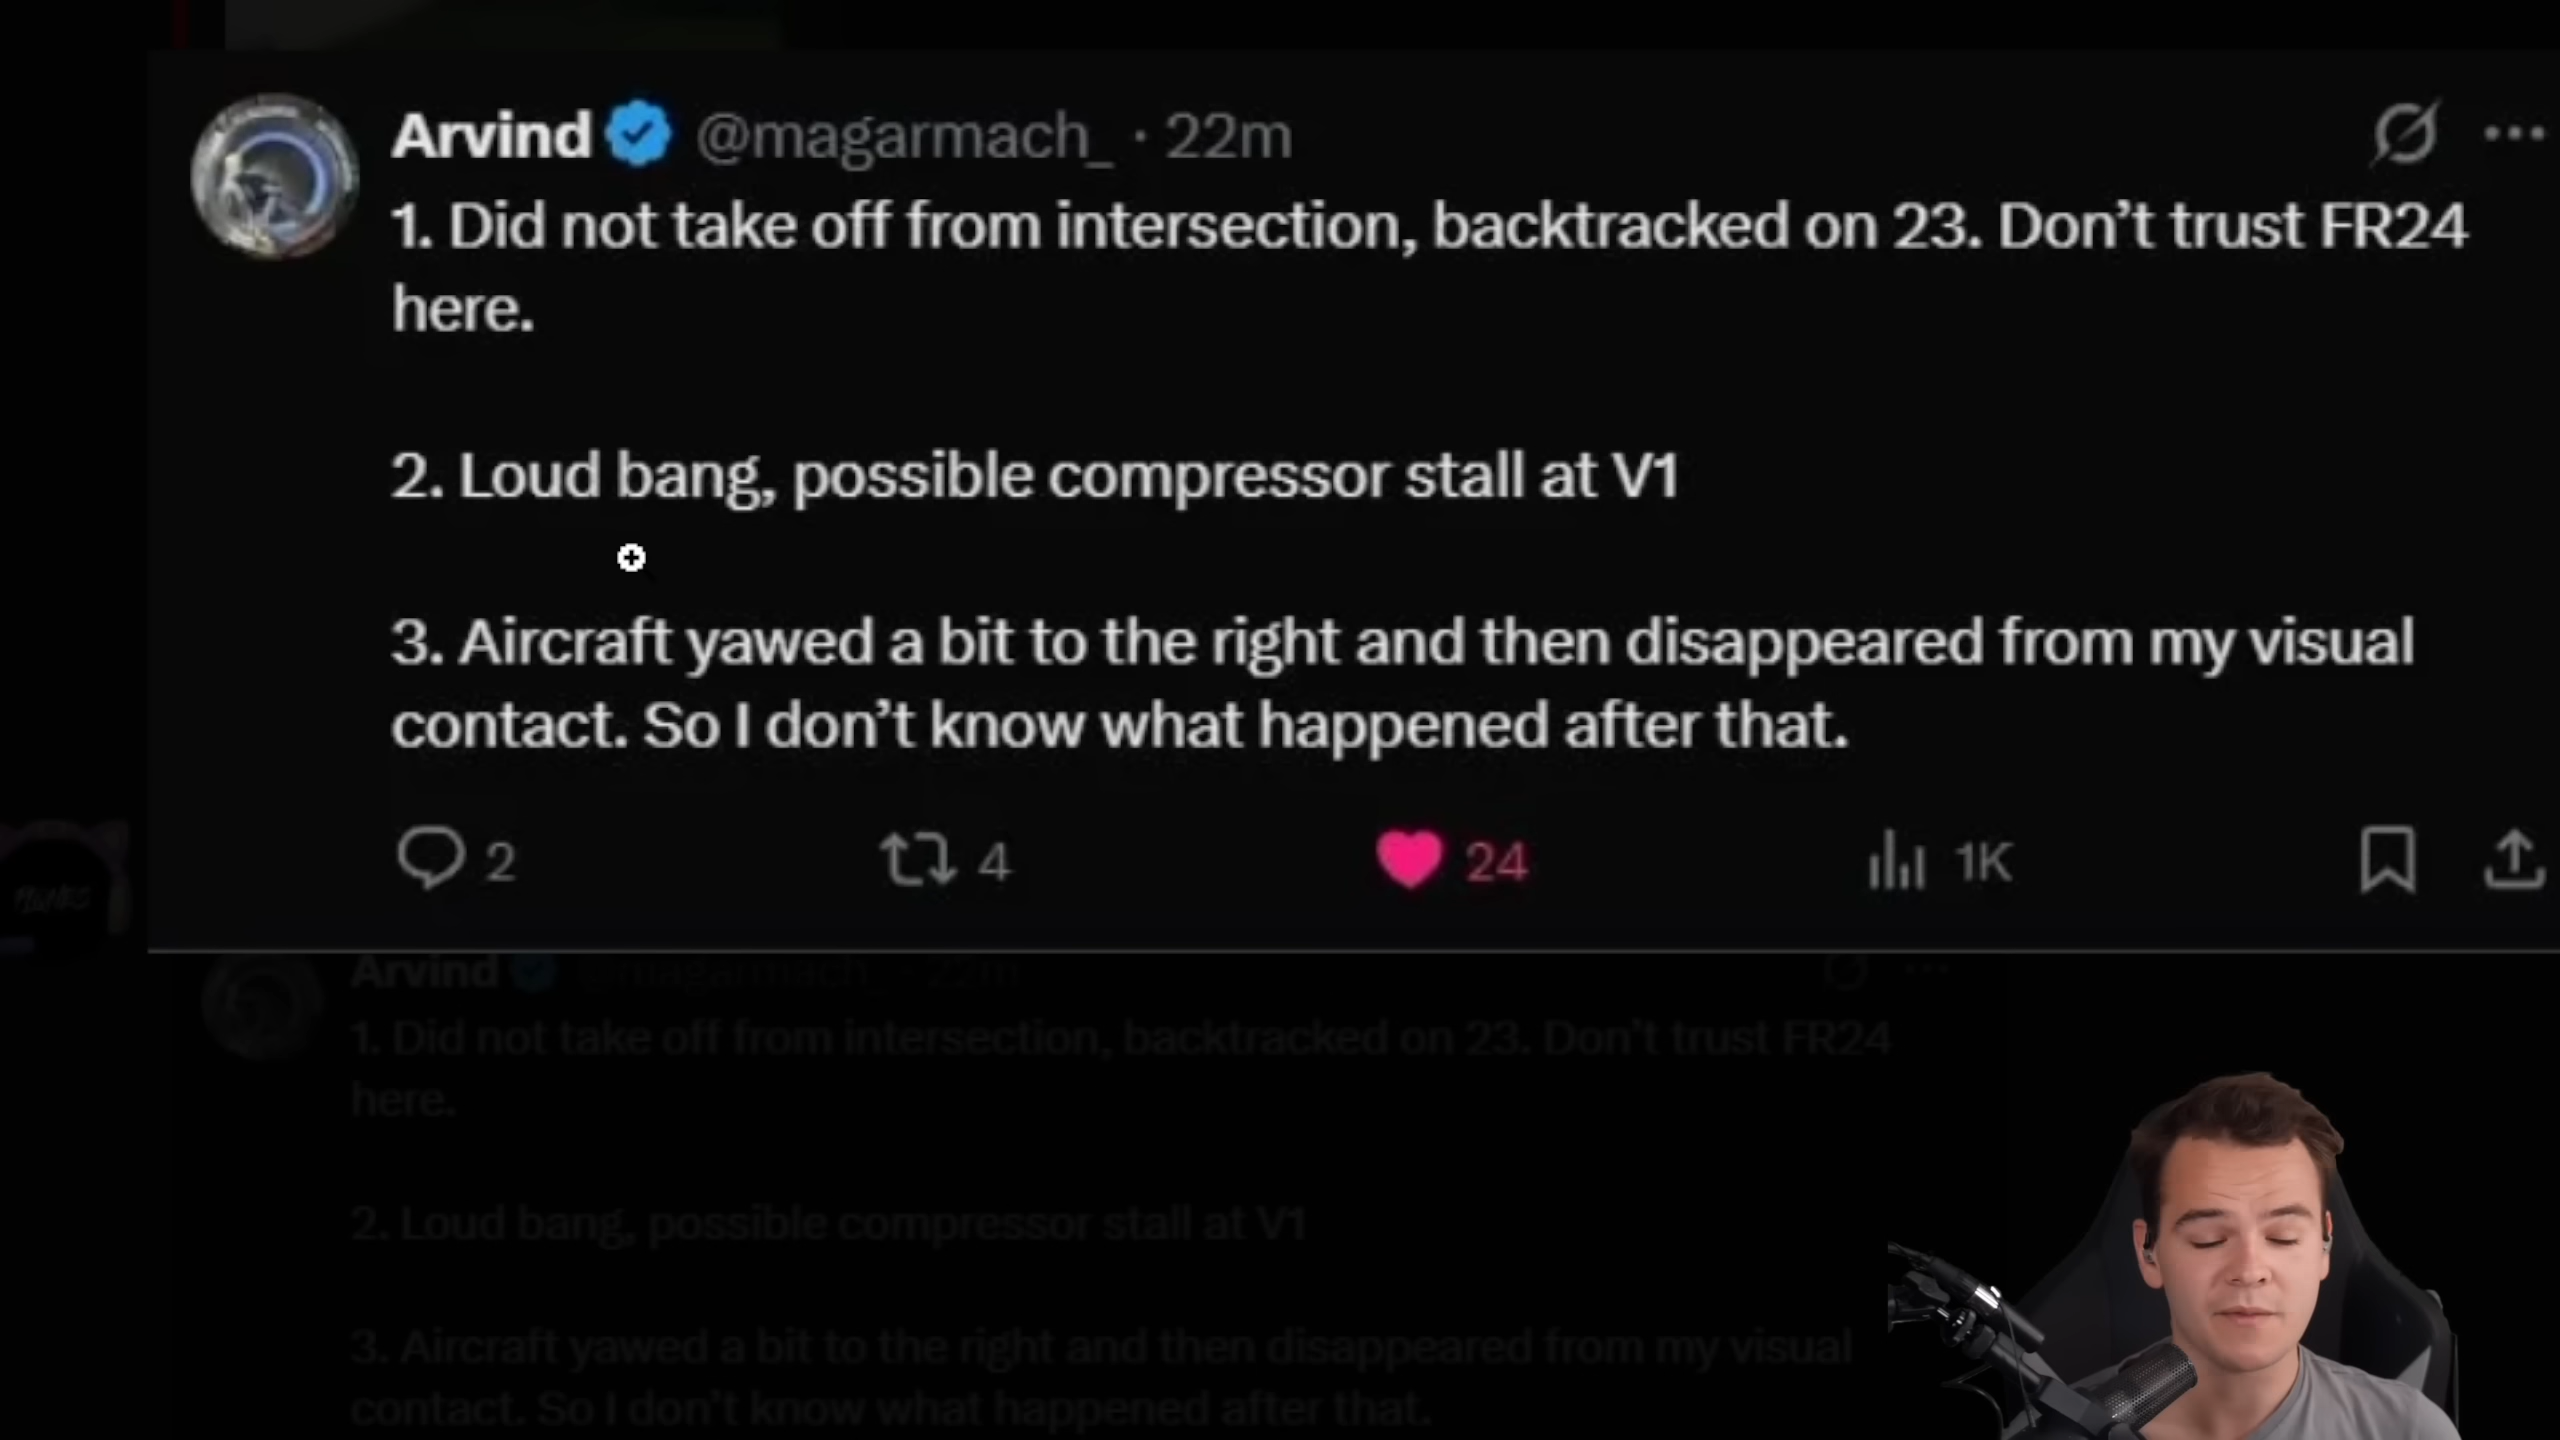 Arvind @magarmach_ · 22m
1. Did not take off from intersection, backtracked on 23. Don’t trust FR24
here.
2. Loud bang, possible compressor stall at V1
3. Aircraft yawed a bit to the right and then disappeared from my visual
contact. So I don’t know what happened after that.
2 4 24 1K
Arvind @magarmach_ · 22m
1. Did not take off from intersection, backtracked on 23. Don’t trust FR24
here.
2. Loud bang, possible compressor stall at V1
3. Aircraft yawed a bit to the right and then disappeared from my visual
contact. So I don’t know what happened after that.